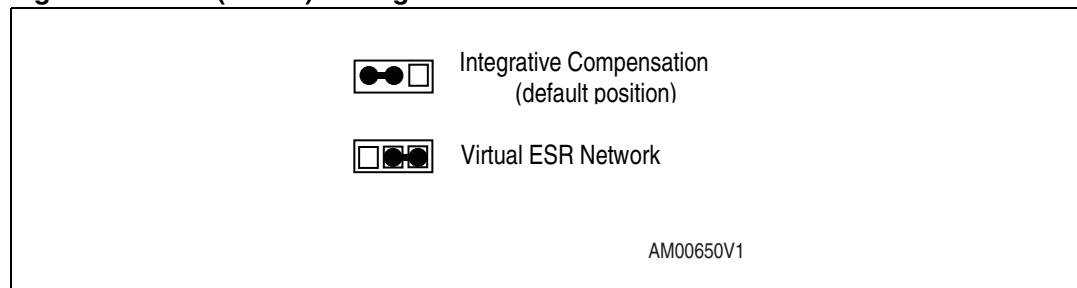 Integrative Compensation
(default position)
Virtual ESR Network
AM00650V1